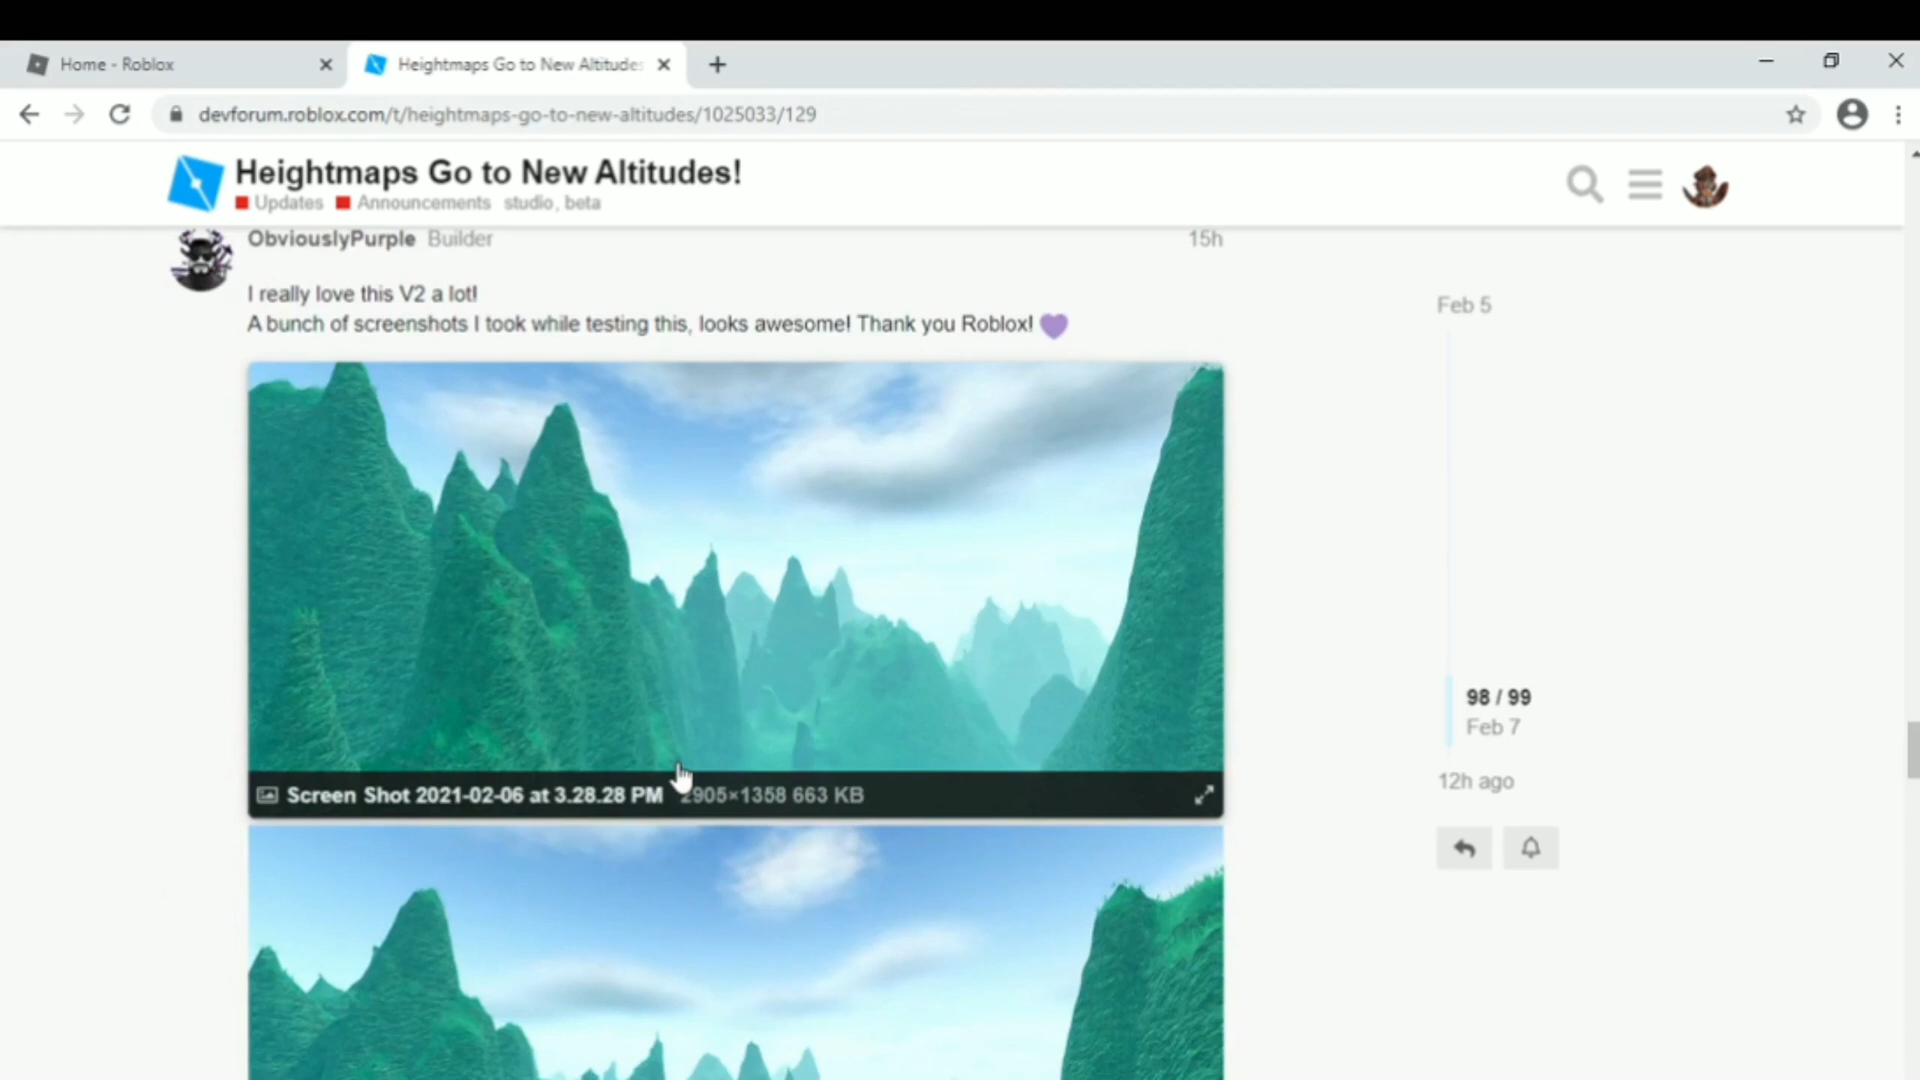 Home - Roblox
Heightmaps Go to New Altitudes
devforum.roblox.com/t/heightmaps-go-to-new-altitudes/1025033/129
Heightmaps Go to New Altitudes!
Updates Announcements studio, beta
ObviouslyPurple Builder 15h
I really love this V2 a lot!
A bunch of screenshots I took while testing this, looks awesome! Thank you Roblox!
Feb 5
98 / 99
Feb 7
12h ago
Screen Shot 2021-02-06 at 3.28.28 PM 2905×1358 663 KB